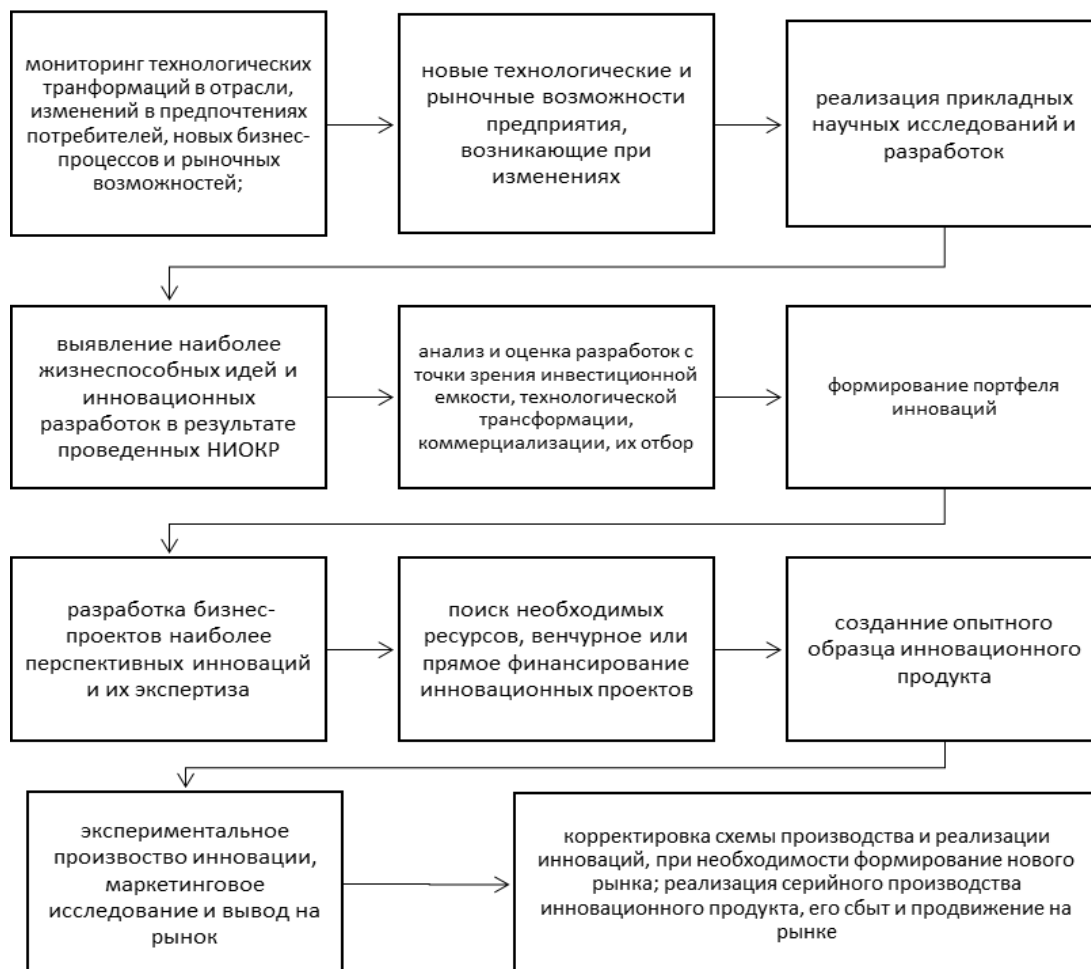 мониторинг технологических
транформаций в отрасли,
изменений в предпочтениях
потребителей, новых бизнес-
процессов и рыночных
возможностей;
новые технологические и
рыночные возможности
предприятия,
возникающие при
изменениях
реализация прикладных
научных исследований и
разработок
выявление наиболее
жизнеспособных идей и
инновационных
разработок в результате
проведенных НИОКР
анализ и оценка разработок с
точки зрения инвестиционной
емкости, технологической
трансформации,
коммерциализации, их отбор
формирование портфеля
инноваций
разработка бизнес-
проектов наиболее
перспективных инноваций
и их экспертиза
поиск необходимых
ресурсов, венчурное или
прямое финансирование
инновационных проектов
созданние опытного
образца инновационного
продукта
экспериментальное
произвоство инновации,
маркетинговое
исследование и вывод на
рынок
корректировка схемы производства и реализации
инноваций, при необходимости формирование нового
рынка; реализация серийного производства
инновационного продукта, его сбыт и продвижение на
рынке